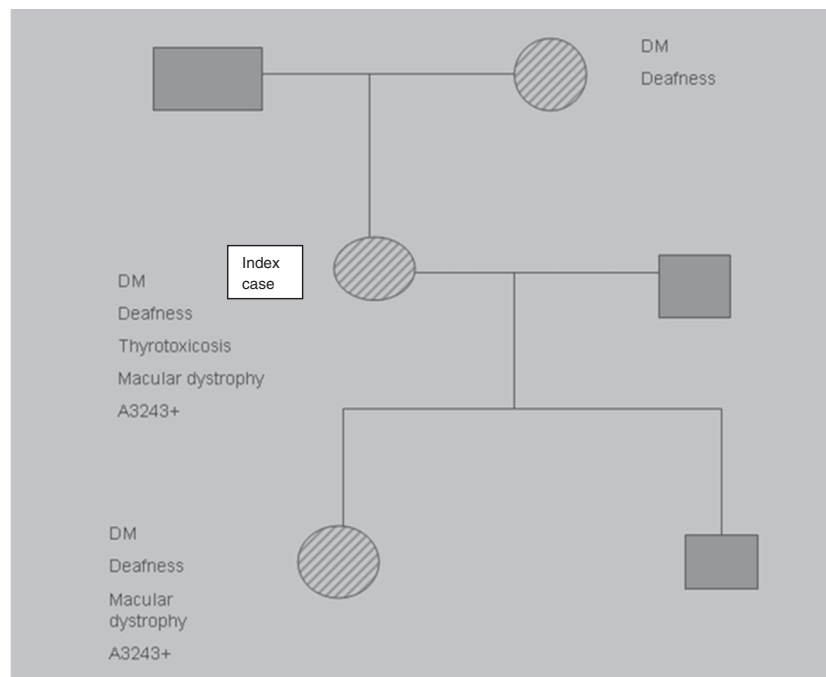 DM
Deafness
Index
case
DM
Deafness
Thyrotoxicosis
Macular dystrophy
A3243+
DM
Deafness
Macular
dystrophy
A3243+